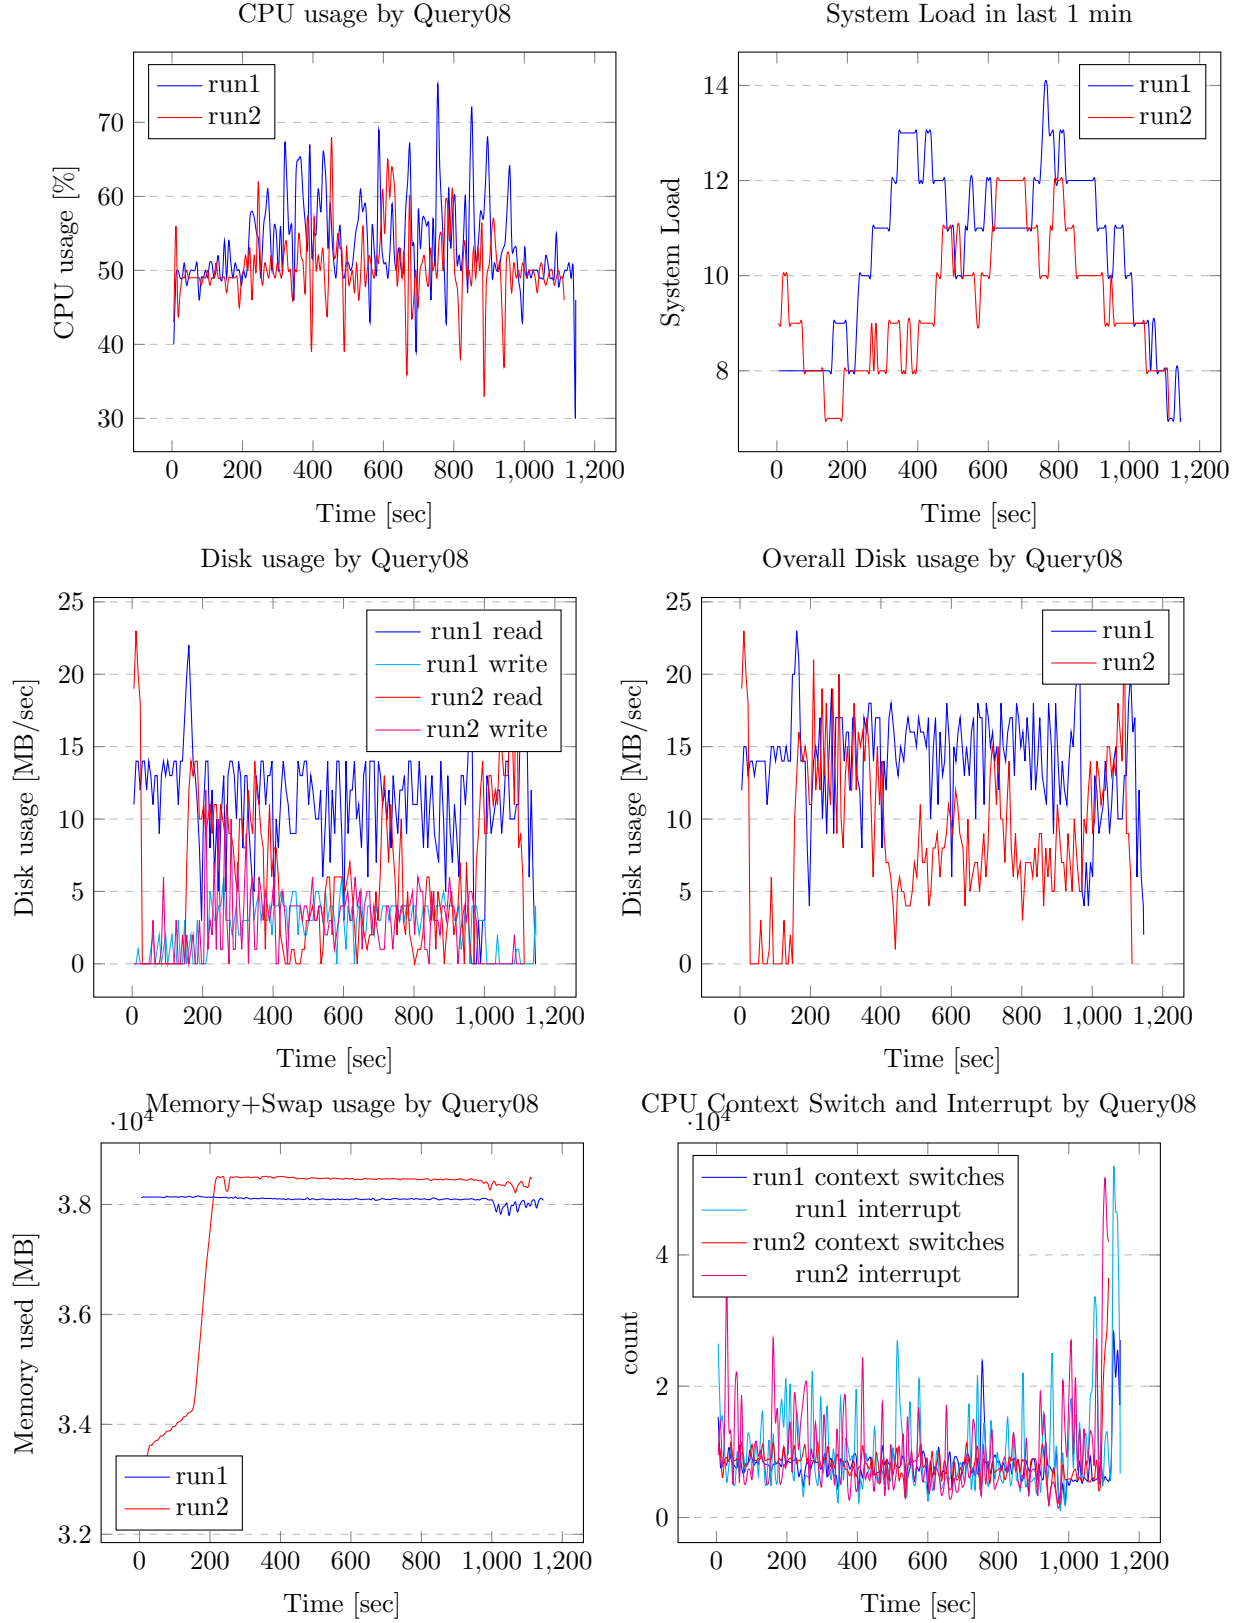 CPU usage by Query08
run1
run2
70
60
50
40
30
CPU usage [%]
0
200
400
600
800
1,000
1,200
Time [sec]
System Load in last 1 min
run1
run2
14
12
10
8
System Load
0
200
400
600
800
1,000
1,200
Time [sec]
Disk usage by Query08
run1 read
run1 write
run2 read
run2 write
25
20
15
10
5
0
Disk usage [MB/sec]
0
200
400
600
800
1,000
1,200
Time [sec]
Overall Disk usage by Query08
run1
run2
25
20
15
10
5
0
Disk usage [MB/sec]
0
200
400
600
800
1,000
1,200
Time [sec]
Memory+Swap usage by Query08
·10⁴
3.8
3.6
3.4
3.2
Memory used [MB]
run1
run2
0
200
400
600
800
1,000
1,200
Time [sec]
CPU Context Switch and Interrupt by Query08
·10⁴
run1 context switches
run1 interrupt
run2 context switches
run2 interrupt
4
2
0
count
0
200
400
600
800
1,000
1,200
Time [sec]